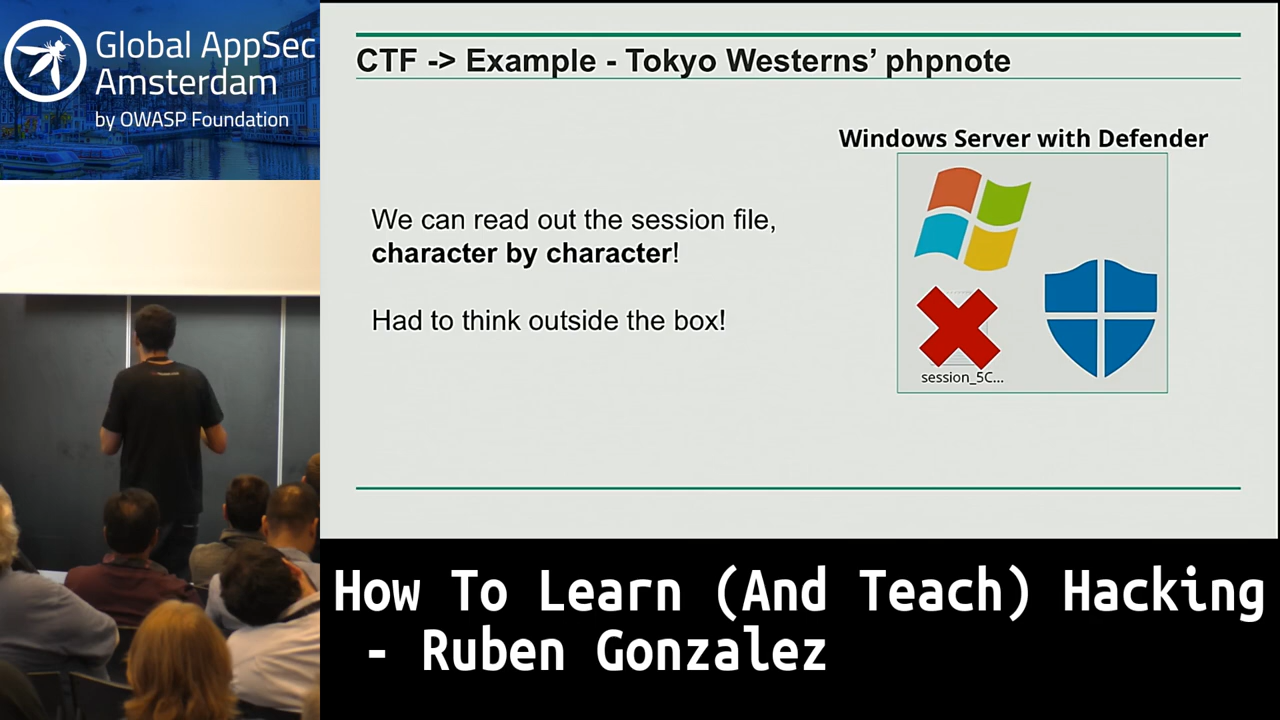 Global AppSec
Amsterdam
by OWASP Foundation
CTF -> Example - Tokyo Westerns’ phpnote
Windows Server with Defender
We can read out the session file,
character by character!
Had to think outside the box!
session_5C...
How To Learn (And Teach) Hacking
- Ruben Gonzalez